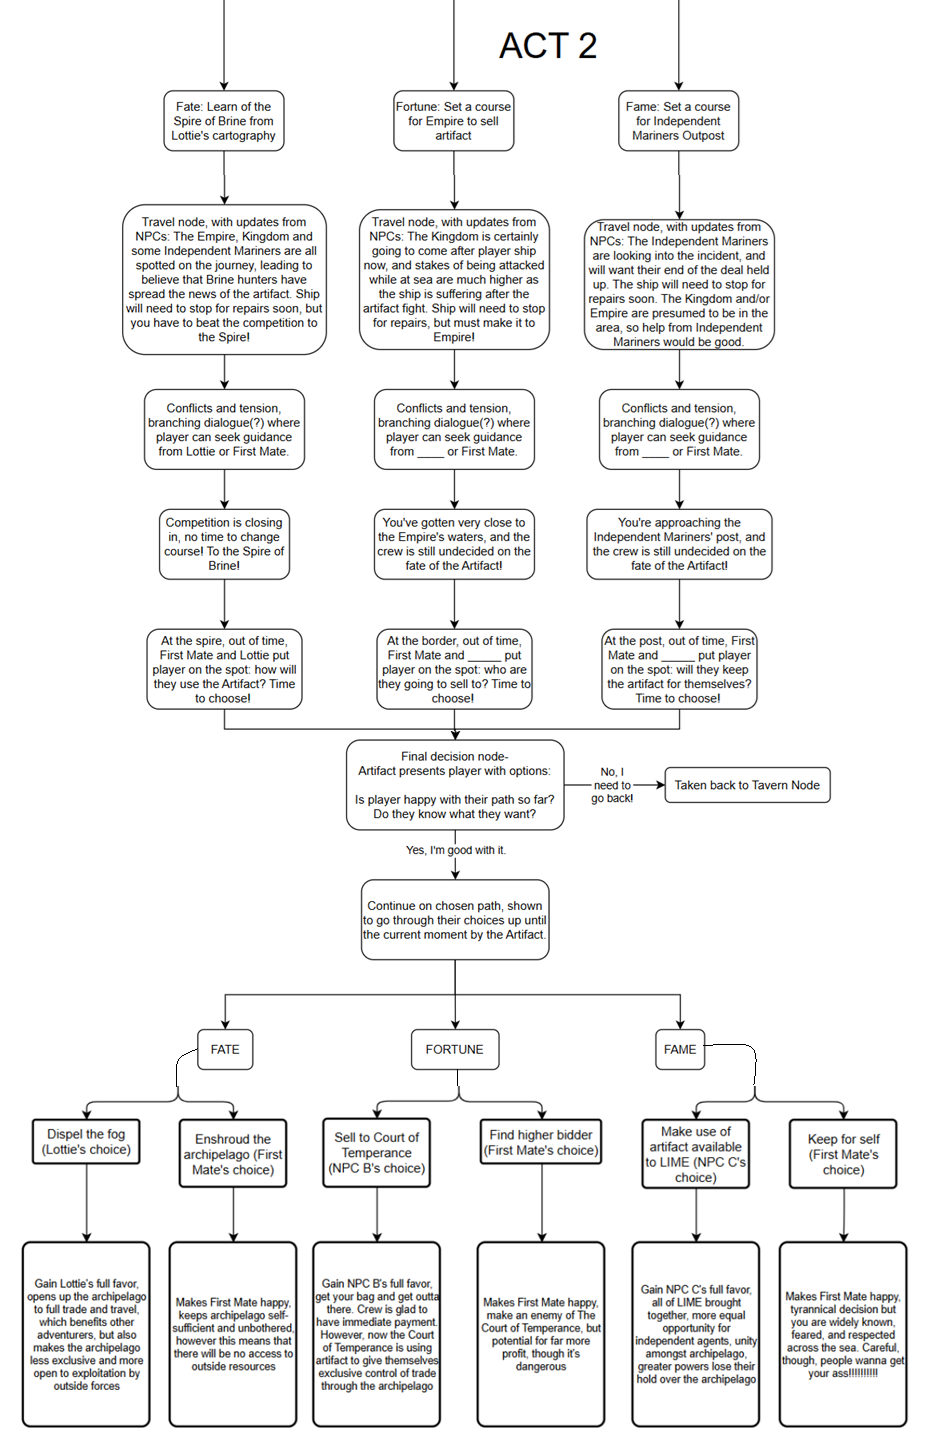 ACT 2
Fate: Learn of the
Spire of Brine from
Lottie's cartography
Fortune: Set a course
for Empire to sell
artifact
Fame: Set a course
for Independent
Mariners Outpost
Travel node, with updates from
NPCs: The Empire, Kingdom and
some Independent Mariners are all
spotted on the journey, leading to
believe that Brine hunters have
spread the news of the artifact. Ship
will need to stop for repairs soon, but
you have to beat the competition to
the Spire!
Travel node, with updates from
NPCs: The Kingdom is certainly
going to come after player ship
now, and stakes of being attacked
while at sea are much higher as
the ship is suffering after the
artifact fight. Ship will need to stop
for repairs, but must make it to
Empire!
Travel node, with updates from
NPCs: The Independent Mariners
are looking into the incident, and
will want their end of the deal held
up. The ship will need to stop for
repairs soon. The Kingdom and/or
Empire are presumed to be in the
area, so help from Independent
Mariners would be good.
Conflicts and tension,
branching dialogue(?) where
player can seek guidance
from Lottie or First Mate.
Conflicts and tension,
branching dialogue(?) where
player can seek guidance
from ____ or First Mate.
Conflicts and tension,
branching dialogue(?) where
player can seek guidance
from ____ or First Mate.
Competition is closing
in, no time to change
course! To the Spire of
Brine!
You've gotten very close to
the Empire's waters, and the
crew is still undecided on the
fate of the Artifact!
You're approaching the
Independent Mariners' post, and
the crew is still undecided on the
fate of the Artifact!
At the spire, out of time,
First Mate and Lottie put
player on the spot: how will
they use the Artifact? Time
to choose!
At the border, out of time,
First Mate and _____ put
player on the spot: who are
they going to sell to? Time to
choose!
At the post, out of time, First
Mate and _____ put player
on the spot: will they keep
the artifact for themselves?
Time to choose!
Final decision node-
Artifact presents player with options:
Is player happy with their path so far?
Do they know what they want?
No, I
need to
go back!
Taken back to Tavern Node
Yes, I'm good with it.
Continue on chosen path, shown
to go through their choices up until
the current moment by the Artifact.
FATE
FORTUNE
FAME
Dispel the fog
(Lottie's choice)
Enshroud the
archipelago (First
Mate's choice)
Sell to Court of
Temperance
(NPC B's choice)
Find higher bidder
(First Mate's choice)
Make use of
artifact available
to LIME (NPC C's
choice)
Keep for self
(First Mate's
choice)
Gain Lottie's full favor,
opens up the archipelago
to full trade and travel,
which benefits other
adventurers, but also
makes the archipelago
less exclusive and more
open to exploitation by
outside forces
Makes First Mate happy,
keeps archipelago self-
sufficient and unbothered,
however this means that
there will be no access to
outside resources
Gain NPC B's full favor,
get your bag and get outta
there. Crew is glad to
have immediate payment.
However, now the Court
of Temperance is using
artifact to give themselves
exclusive control of trade
through the archipelago
Makes First Mate happy,
make an enemy of The
Court of Temperance, but
potential for far more
profit, though it's
dangerous
Gain NPC C's full favor,
all of LIME brought
together, more equal
opportunity for
independent agents, unity
amongst archipelago,
greater powers lose their
hold over the archipelago
Makes First Mate happy,
tyrannical decision but
you are widely known,
feared, and respected
across the sea. Careful,
though, people wanna get
your ass!!!!!!!!!!